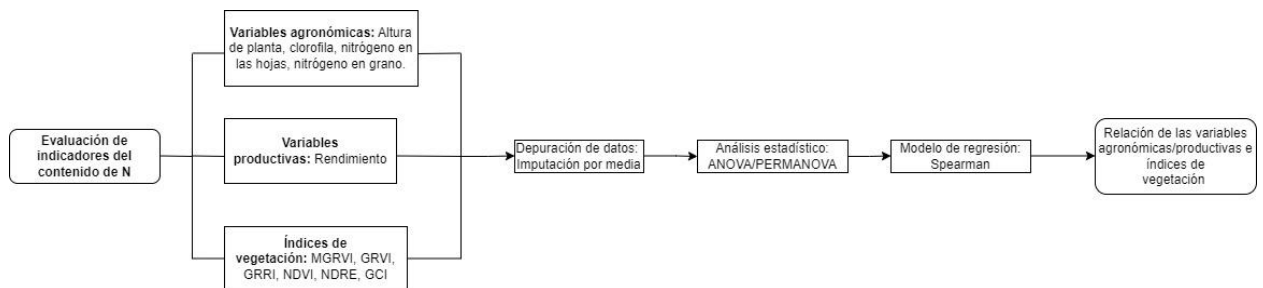 Evaluación de
indicadores del
contenido de N
Variables agronómicas: Altura
de planta, clorofila, nitrógeno en
las hojas, nitrógeno en grano.
Variables
productivas: Rendimiento
Índices de
vegetación: MGRVI, GRVI,
GRRI, NDVI, NDRE, GCI
Depuración de datos:
Imputación por media
Análisis estadístico:
ANOVA/PERMANOVA
Modelo de regresión:
Spearman
Relación de las variables
agronómicas/productivas e
índices de
vegetación